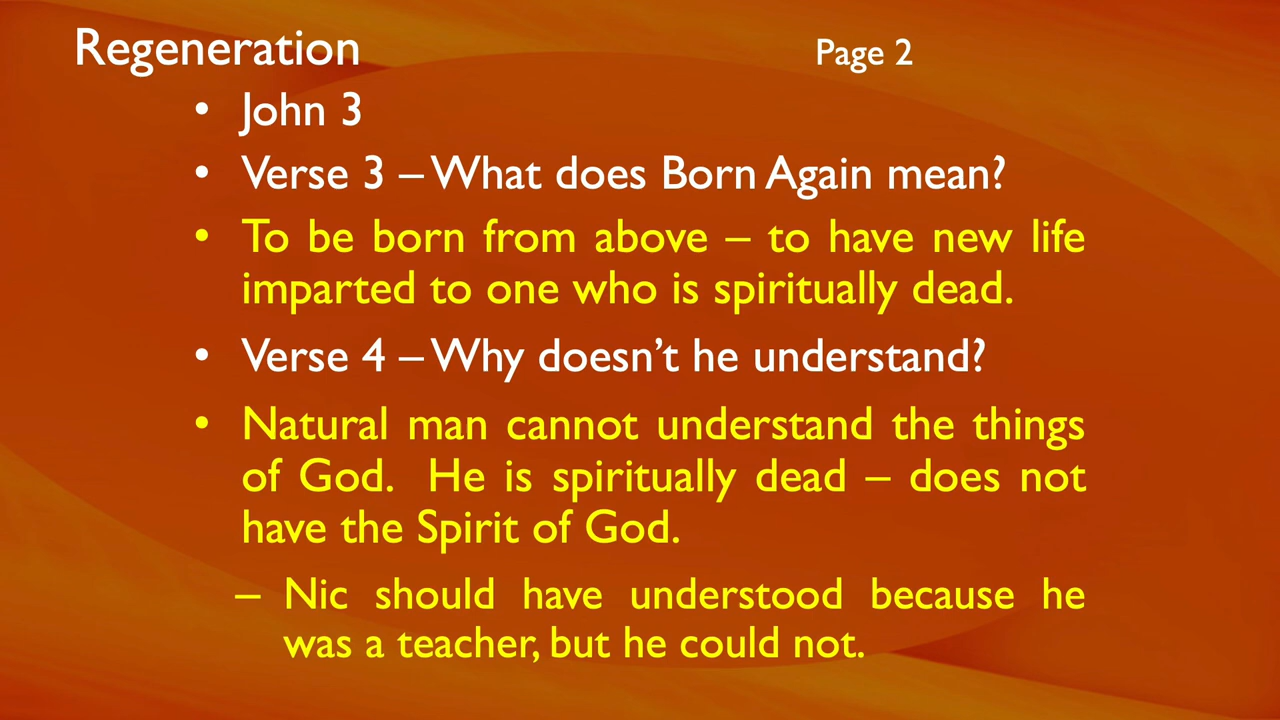 Regeneration Page 2
• John 3
• Verse 3 – What does Born Again mean?
• To be born from above – to have new life
imparted to one who is spiritually dead.
• Verse 4 – Why doesn’t he understand?
• Natural man cannot understand the things
of God. He is spiritually dead – does not
have the Spirit of God.
– Nic should have understood because he
was a teacher, but he could not.